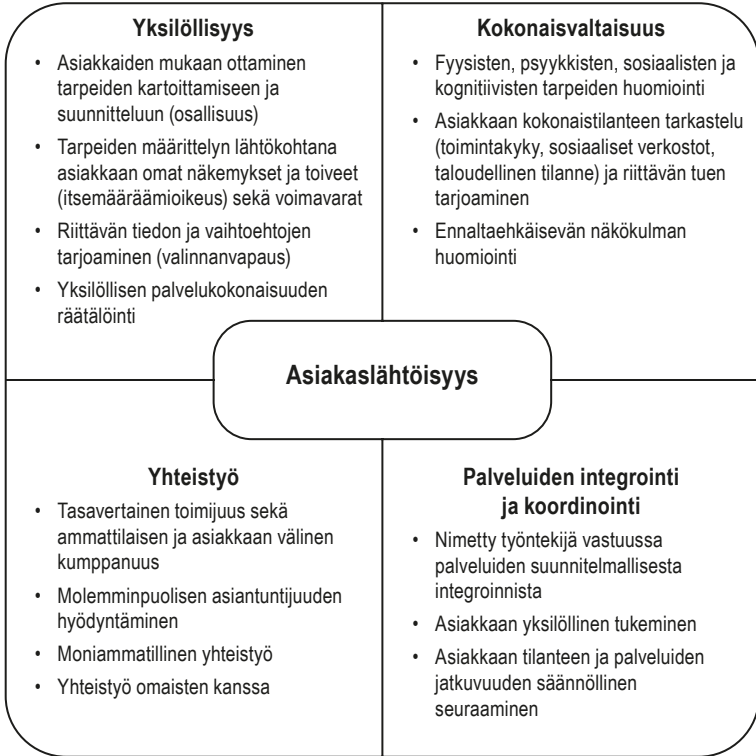 Yksilöllisyys
• Asiakkaiden mukaan ottaminen
tarpeiden kartoittamiseen ja
suunnitteluun (osallisuus)
• Tarpeiden määrittelyn lähtökohtana
asiakkaan omat näkemykset ja toiveet
(itsemääräämioikeus) sekä voimavarat
• Riittävän tiedon ja vaihtoehtojen
tarjoaminen (valinnanvapaus)
• Yksilöllisen palvelukokonaisuuden
räätälöinti
Kokonaisvaltaisuus
• Fyysisten, psyykkisten, sosiaalisten ja
kognitiivisten tarpeiden huomiointi
• Asiakkaan kokonaistilanteen tarkastelu
(toimintakyky, sosiaaliset verkostot,
taloudellinen tilanne) ja riittävän tuen
tarjoaminen
• Ennaltaehkäisevän näkökulman
huomiointi
Asiakaslähtöisyys
Yhteistyö
• Tasavertainen toimijuus sekä
ammattilaisen ja asiakkaan välinen
kumppanuus
• Molemminpuolisen asiantuntijuuden
hyödyntäminen
• Moniammatillinen yhteistyö
• Yhteistyö omaisten kanssa
Palveluiden integrointi
ja koordinointi
• Nimetty työntekijä vastuussa
palveluiden suunnitelmallisesta
integroinnista
• Asiakkaan yksilöllinen tukeminen
• Asiakkaan tilanteen ja palveluiden
jatkuvuuden säännöllinen
seuraaminen